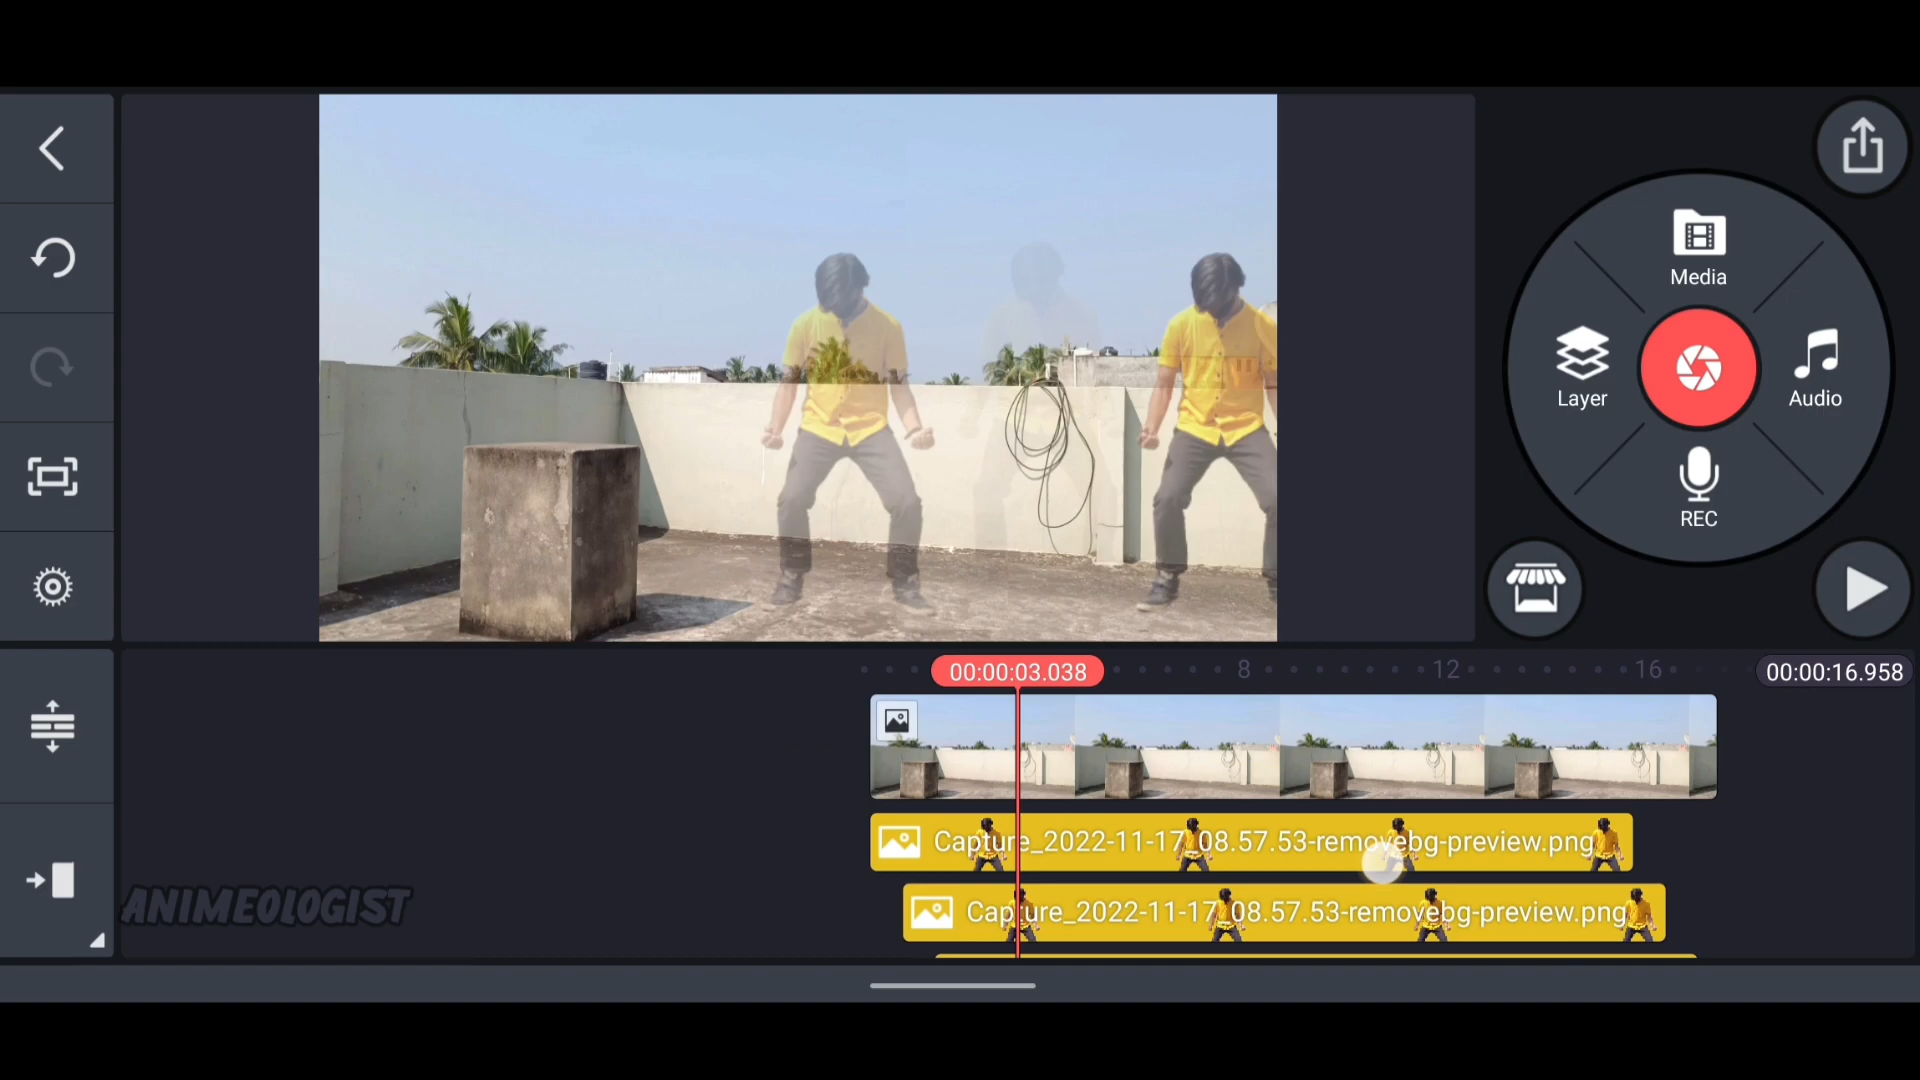 Media
Layer
Audio
REC
00:00:03.038
8
12
16
00:00:16.958
Capture_2022-11-17_08.57.53-removebg-preview.png
Capture_2022-11-17_08.57.53-removebg-preview.png
ANIMEOLOGIST